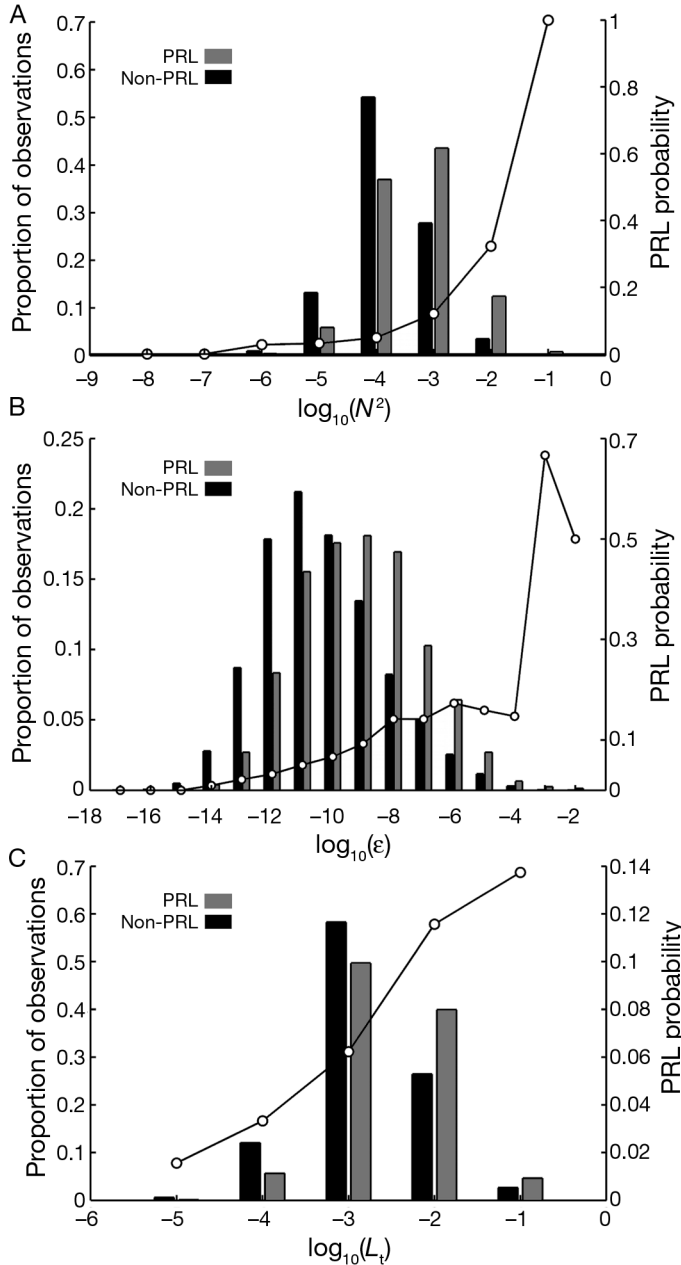 A
0.7
0.6
0.5
0.4
0.3
0.2
0.1
0
Proportion of observations
PRL
Non-PRL
1
0.8
0.6
0.4
0.2
0
PRL probability
–9 –8 –7 –6 –5 –4 –3 –2 –1 0
log10(N2)
B
0.25
0.2
0.15
0.1
0.05
0
Proportion of observations
PRL
Non-PRL
0.7
0.5
0.3
0.1
0
PRL probability
–18 –16 –14 –12 –10 –8 –6 –4 –2
log10(ε)
C
0.7
0.6
0.5
0.4
0.3
0.2
0.1
0
Proportion of observations
PRL
Non-PRL
0.14
0.12
0.1
0.08
0.06
0.04
0.02
0
PRL probability
–6 –5 –4 –3 –2 –1 0
log10(Lt)